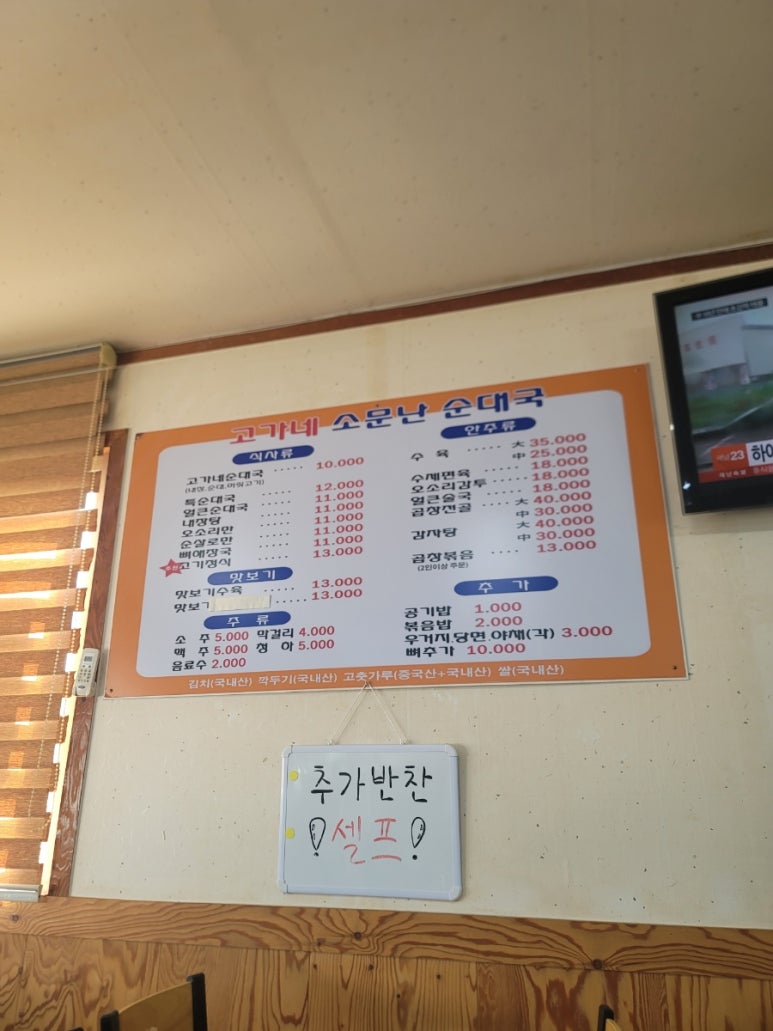 고가네 소문난 순대국
식사류
고가네순대국 ..... 10.000
(내장.순대.머릿고기)
특순대국 ..... 12.000
얼큰순대국 ..... 11.000
내장탕 ..... 11.000
오소리만 ..... 11.000
순살로만 ..... 11.000
뼈해장국 ..... 11.000
추천 고기정식 ..... 13.000
맛보기
맛보기수육 ..... 13.000
맛보기 ..... 13.000
주류
소 주 5.000 막걸리 4.000
맥 주 5.000 청 하 5.000
음료수 2.000
안주류
수 육 ..... 大 35.000
中 25.000
수제편육 ..... 18.000
오소리감투 ..... 18.000
얼큰술국 ..... 18.000
곱창전골 ..... 大 40.000
中 30.000
감자탕 大 40.000
中 30.000
곱창볶음 ..... 13.000
(2인이상 주문)
추 가
공기밥 1.000
볶음밥 2.000
우거지,당면,야채(각) 3.000
뼈추가 10.000
김치(국내산) 깍두기(국내산) 고춧가루(중국산+국내산) 쌀(국내산)
추가반찬
!셀프!
채널23